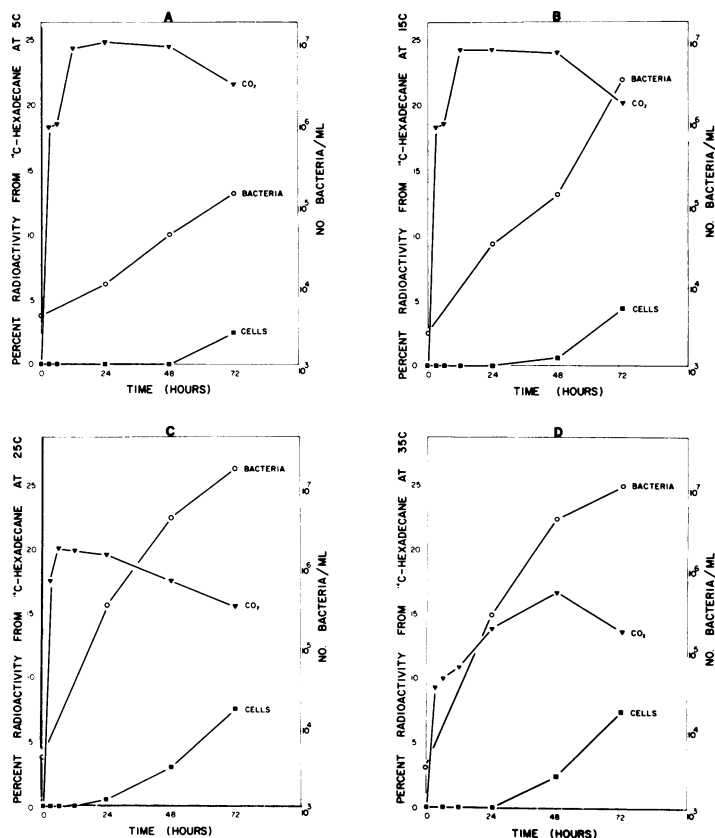 A
PERCENT RADIOACTIVITY FROM ¹⁴C-HEXADECANE AT 5C
25
20
15
10
5
0
CO₂
BACTERIA
CELLS
10⁷
10⁶
10⁵
10⁴
10³
NO. BACTERIA/ML
0 24 48 72
TIME (HOURS)
B
PERCENT RADIOACTIVITY FROM ¹⁴C-HEXADECANE AT 15C
25
20
15
10
5
0
BACTERIA
CO₂
CELLS
10⁷
10⁶
10⁵
10⁴
10³
NO. BACTERIA/ML
0 24 48 72
TIME (HOURS)
C
PERCENT RADIOACTIVITY FROM ¹⁴C-HEXADECANE AT 25C
25
20
15
10
5
0
BACTERIA
CO₂
CELLS
10⁷
10⁶
10⁵
10⁴
10³
NO. BACTERIA/ML
0 24 48 72
TIME (HOURS)
D
PERCENT RADIOACTIVITY FROM ¹⁴C-HEXADECANE AT 35C
25
20
15
10
5
0
BACTERIA
CO₂
CELLS
10⁷
10⁶
10⁵
10⁴
10³
NO. BACTERIA/ML
0 24 48 72
TIME (HOURS)